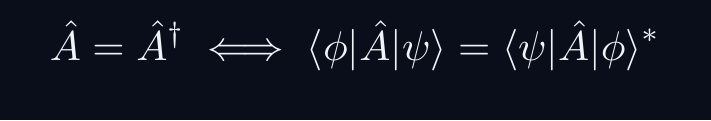 Â = Â† ⟺ ⟨ϕ|Â|ψ⟩ = ⟨ψ|Â|ϕ⟩*